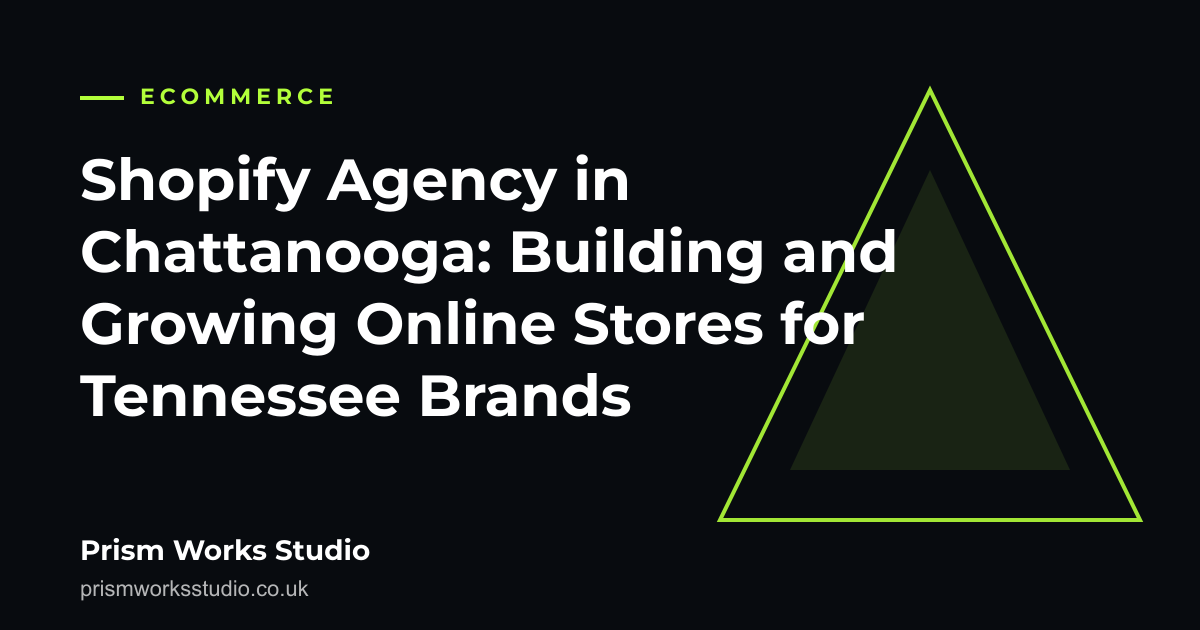 ECOMMERCE
Shopify Agency in
Chattanooga: Building and
Growing Online Stores for
Tennessee Brands
Prism Works Studio
prismworksstudio.co.uk